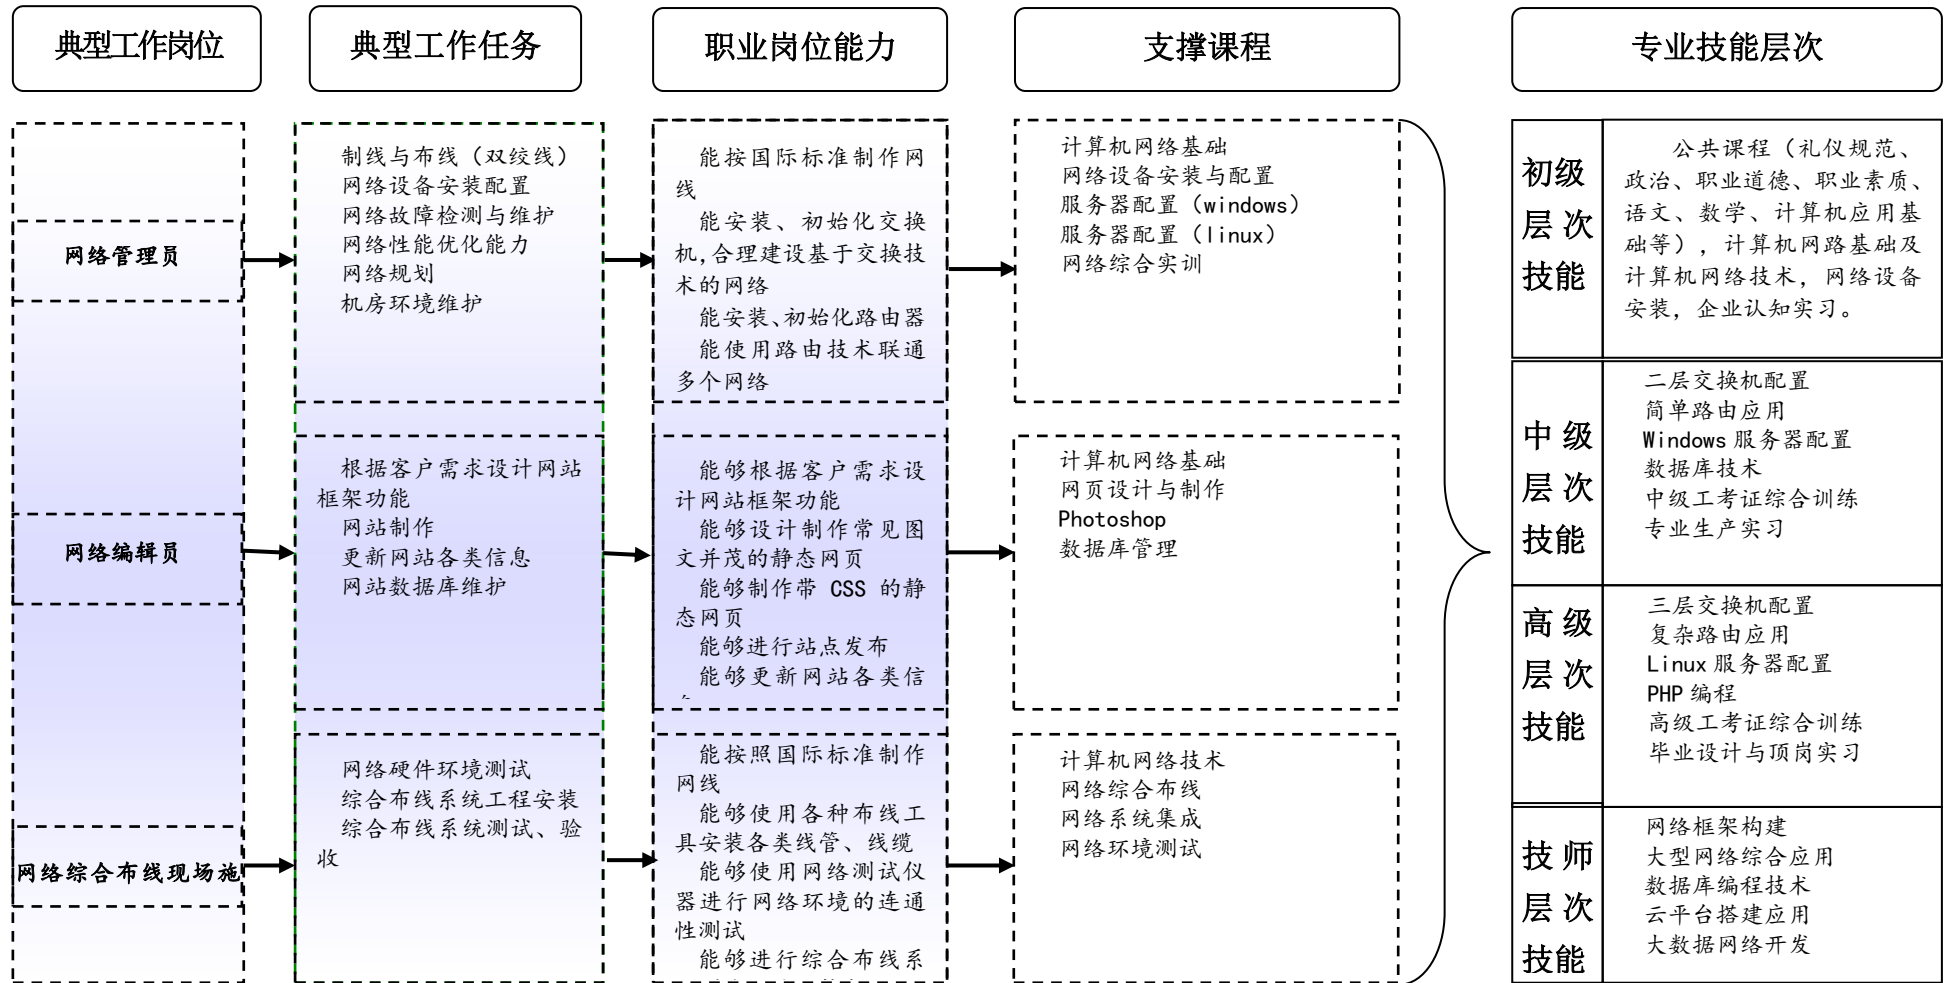 典型工作岗位
典型工作任务
职业岗位能力
支撑课程
专业技能层次
网络管理员
制线与布线（双绞线）
网络设备安装配置
网络故障检测与维护
网络性能优化能力
网络规划
机房环境维护
能按国际标准制作网
线
能安装、初始化交换
机,合理建设基于交换技
术的网络
能安装、初始化路由器
能使用路由技术联通
多个网络
计算机网络基础
网络设备安装与配置
服务器配置（windows）
服务器配置（linux）
网络综合实训
网络编辑员
根据客户需求设计网站
框架功能
网站制作
更新网站各类信息
网站数据库维护
能够根据客户需求设
计网站框架功能
能够设计制作常见图
文并茂的静态网页
能够制作带 CSS 的静
态网页
能够进行站点发布
能够更新网站各类信
计算机网络基础
网页设计与制作
Photoshop
数据库管理
网络综合布线现场施
网络硬件环境测试
综合布线系统工程安装
综合布线系统测试、验
收
能按照国际标准制作
网线
能够使用各种布线工
具安装各类线管、线缆
能够使用网络测试仪
器进行网络环境的连通
性测试
能够进行综合布线系
计算机网络技术
网络综合布线
网络系统集成
网络环境测试
初级
层次
技能
公共课程（礼仪规范、
政治、职业道德、职业素质、
语文、数学、计算机应用基
础等），计算机网路基础及
计算机网络技术，网络设备
安装，企业认知实习。
中级
层次
技能
二层交换机配置
简单路由应用
Windows 服务器配置
数据库技术
中级工考证综合训练
专业生产实习
高级
层次
技能
三层交换机配置
复杂路由应用
Linux 服务器配置
PHP 编程
高级工考证综合训练
毕业设计与顶岗实习
技师
层次
技能
网络框架构建
大型网络综合应用
数据库编程技术
云平台搭建应用
大数据网络开发